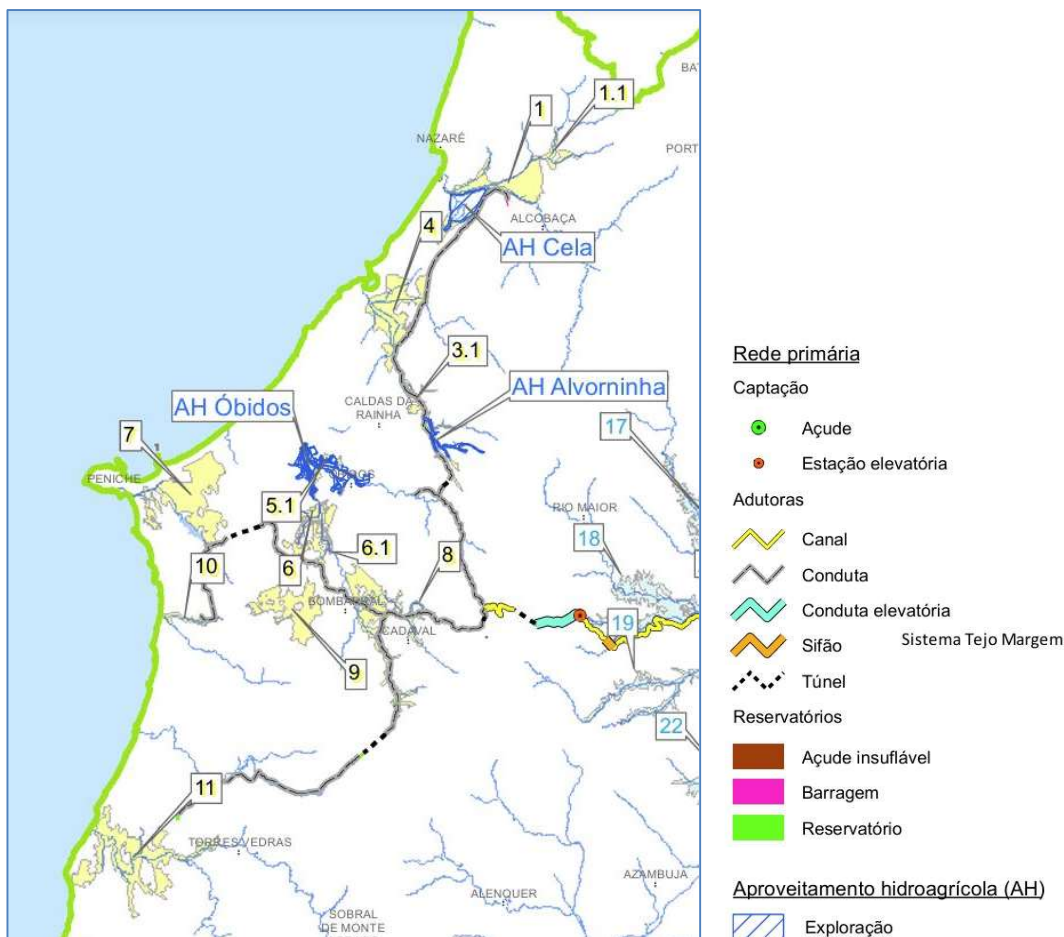 BA
1.1
1
NAZARÉ
PORT
ALCOBAÇA
4
AH Cela
3.1
AH Óbidos
CALDAS DA
RAINHA
AH Alvorninha
7
17
PENICHE
5.1
RIO MAIOR
18
6.1
8
10
6
BOMBARRAL
19
CADAVAL
9
22
11
TORRES VEDRAS
AZAMBUJA
ALENQUER
SOBRAL
DE MONTE
Rede primária
Captação
Açude
Estação elevatória
Adutoras
Canal
Conduta
Conduta elevatória
Sifão
Sistema Tejo Margem
Túnel
Reservatórios
Açude insuflável
Barragem
Reservatório
Aproveitamento hidroagrícola (AH)
Exploração